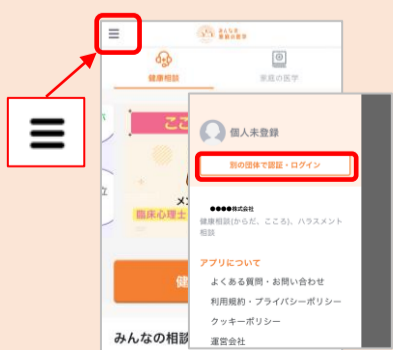 みんなの
家庭の医学
健康相談
家庭の医学
ここ
メン
臨床心理士
健
みんなの相談
個人未登録
別の団体で認証・ログイン
●●●●株式会社
健康相談(からだ、こころ)、ハラスメント
相談
アプリについて
よくある質問・お問い合わせ
利用規約・プライバシーポリシー
クッキーポリシー
運営会社